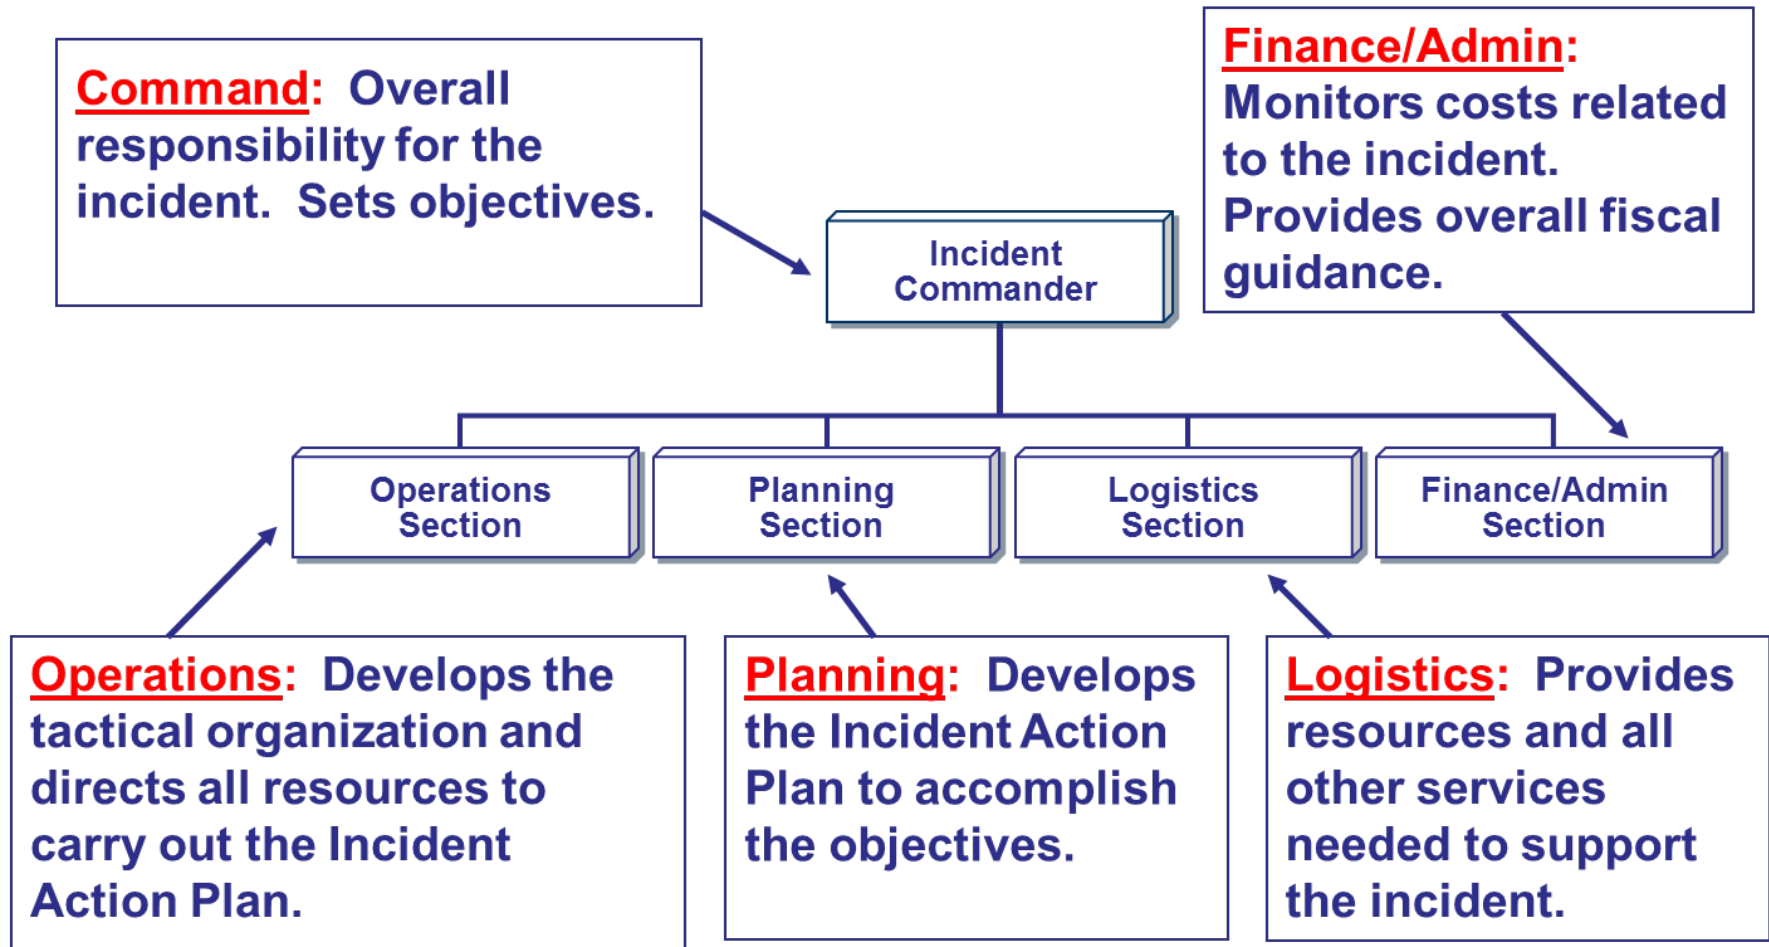 Command: Overall
responsibility for the
incident. Sets objectives.
Finance/Admin:
Monitors costs related
to the incident.
Provides overall fiscal
guidance.
Incident
Commander
Operations
Section
Planning
Section
Logistics
Section
Finance/Admin
Section
Operations: Develops the
tactical organization and
directs all resources to
carry out the Incident
Action Plan.
Planning: Develops
the Incident Action
Plan to accomplish
the objectives.
Logistics: Provides
resources and all
other services
needed to support
the incident.